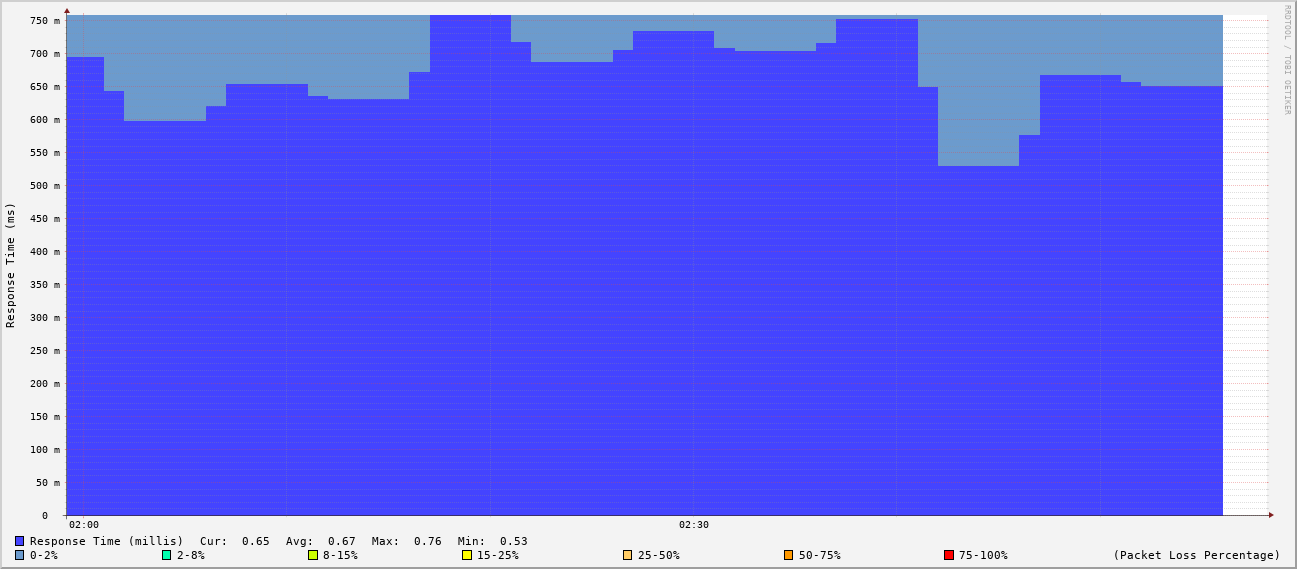 RRDTOOL / TOBI OETIKER
Response Time (ms)
750 m
700 m
650 m
600 m
550 m
500 m
450 m
400 m
350 m
300 m
250 m
200 m
150 m
100 m
50 m
0
02:00 02:30
Response Time (millis) Cur: 0.65 Avg: 0.67 Max: 0.76 Min: 0.53
0-2% 2-8% 8-15% 15-25% 25-50% 50-75% 75-100% (Packet Loss Percentage)